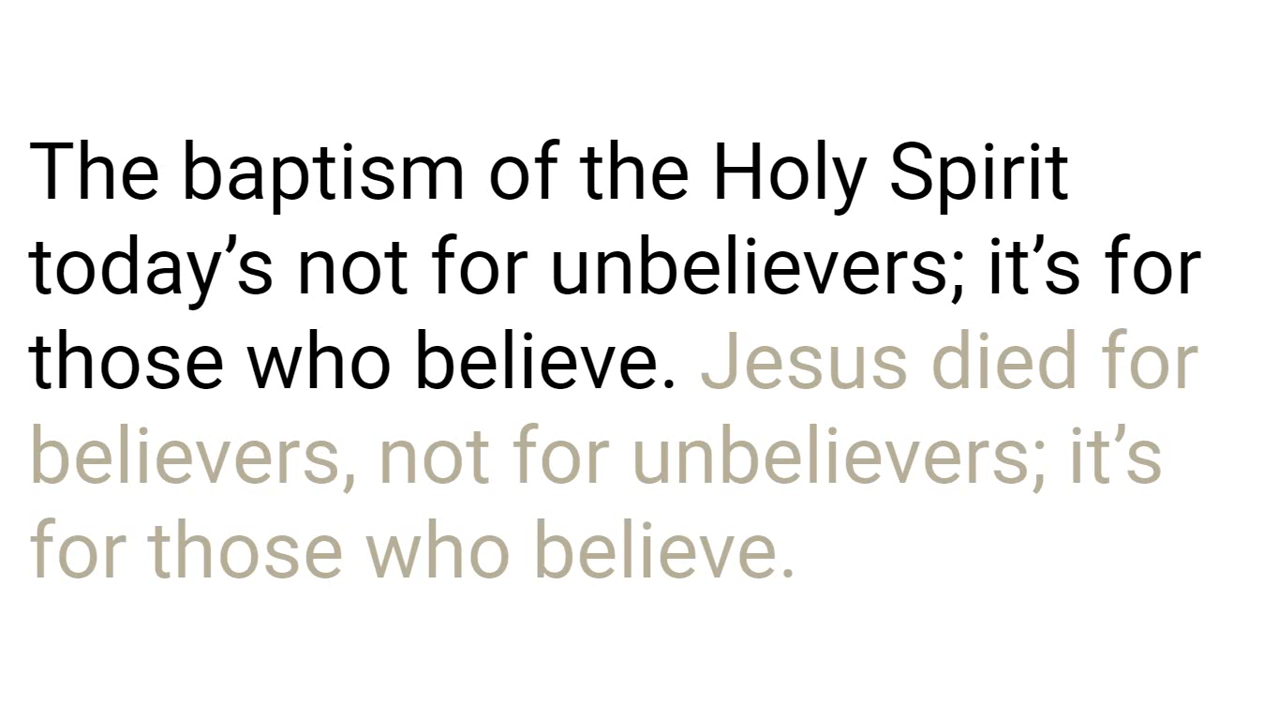 The baptism of the Holy Spirit
today’s not for unbelievers; it’s for
those who believe. Jesus died for
believers, not for unbelievers; it’s
for those who believe.